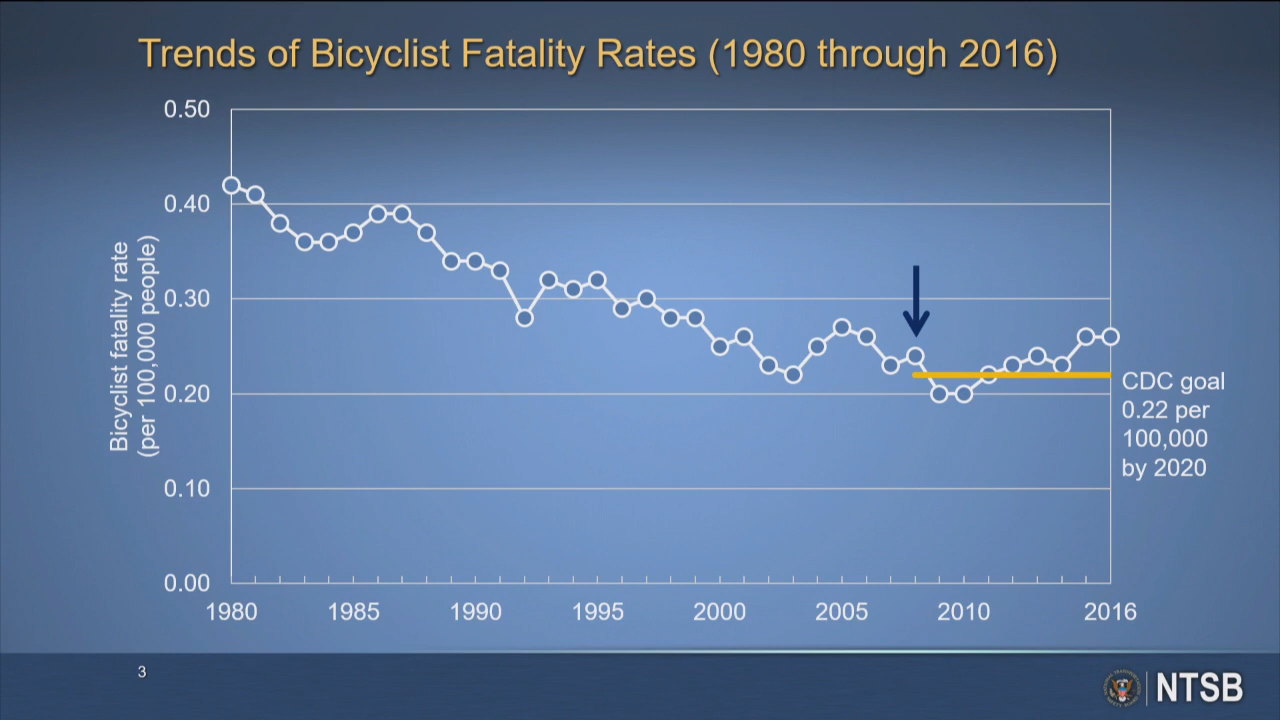 Trends of Bicyclist Fatality Rates (1980 through 2016)
Bicyclist fatality rate
(per 100,000 people)
0.50
0.40
0.30
0.20
0.10
0.00
1980 1985 1990 1995 2000 2005 2010 2016
CDC goal
0.22 per
100,000
by 2020
3
NTSB